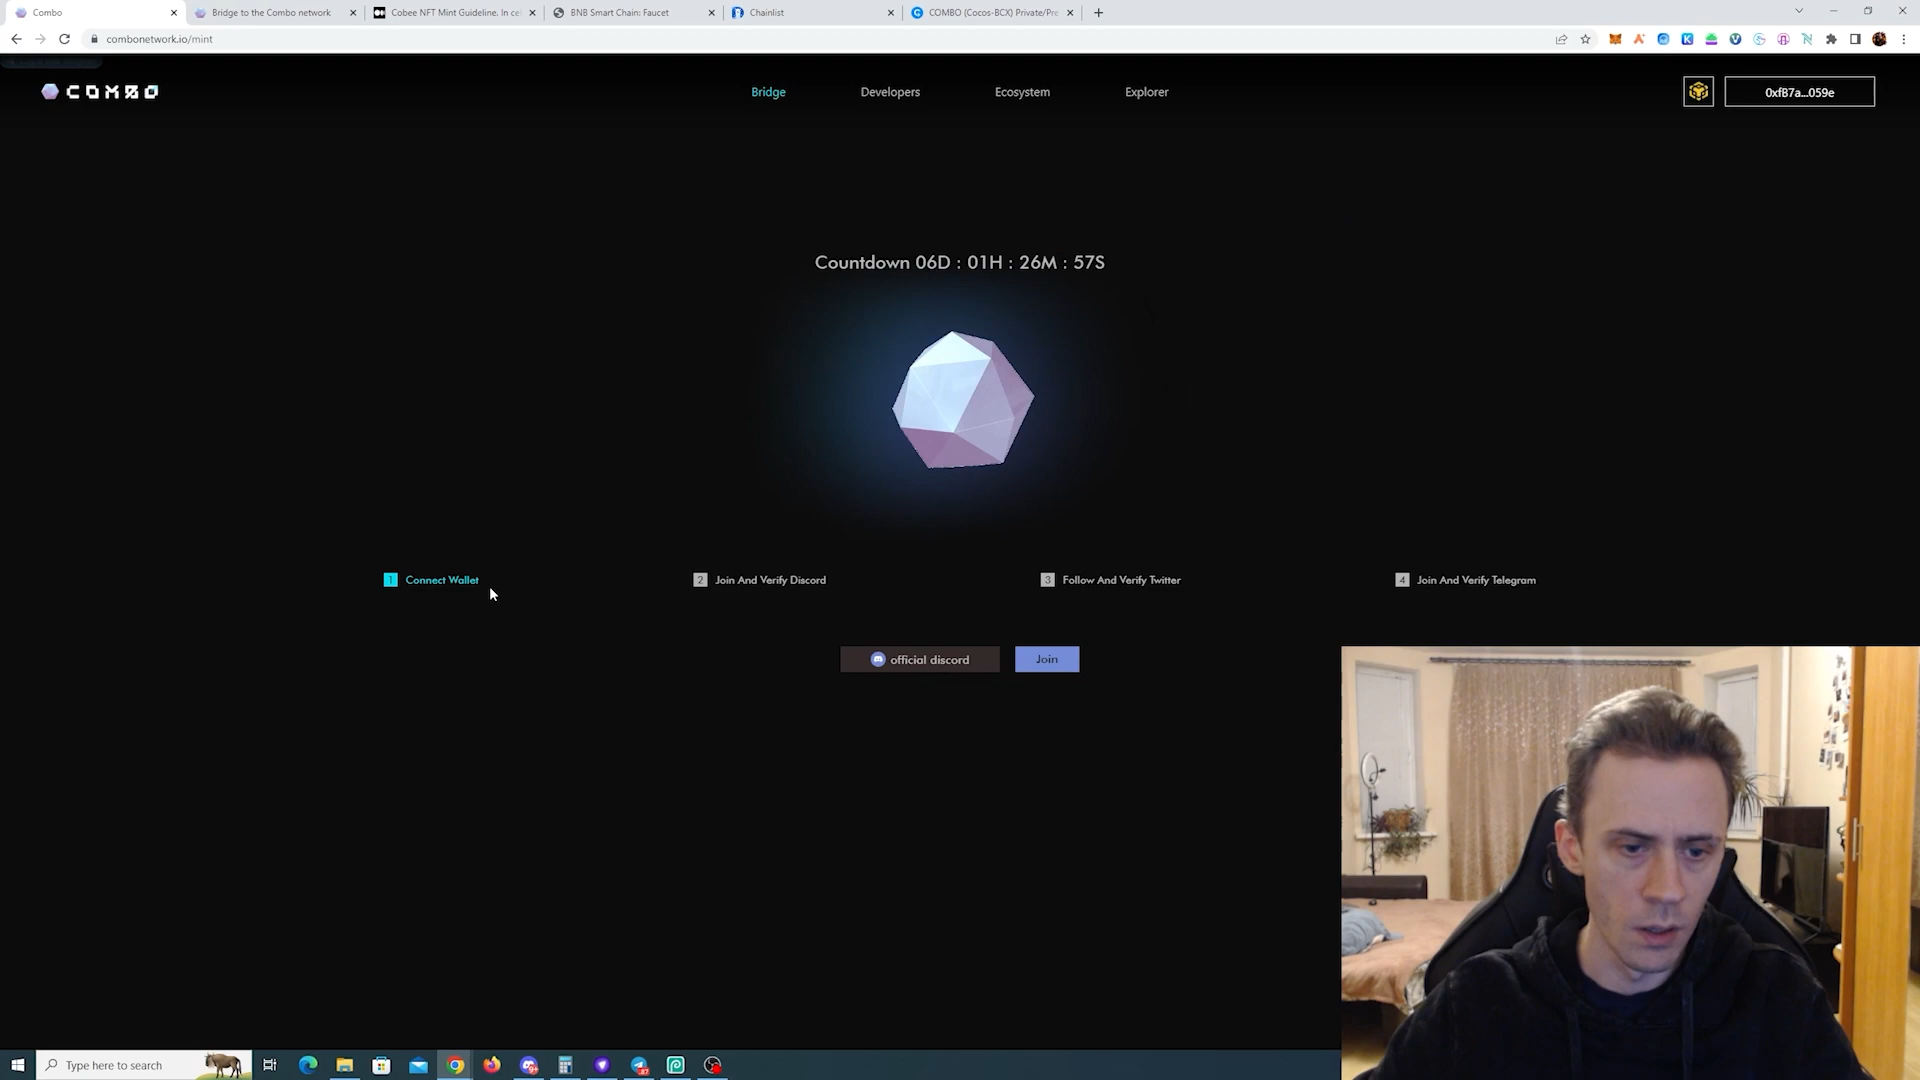 Combo
Bridge to the Combo network
Cobee NFT Mint Guideline. In ce
BNB Smart Chain: Faucet
Chainlist
COMBO (Cocos-BCX) Private/Pre
combonetwork.io/mint
COMBO
Bridge
Developers
Ecosystem
Explorer
0xfB7a...059e
Countdown 06D : 01H : 26M : 57S
1 Connect Wallet
2 Join And Verify Discord
3 Follow And Verify Twitter
4 Join And Verify Telegram
official discord
Join
Type here to search